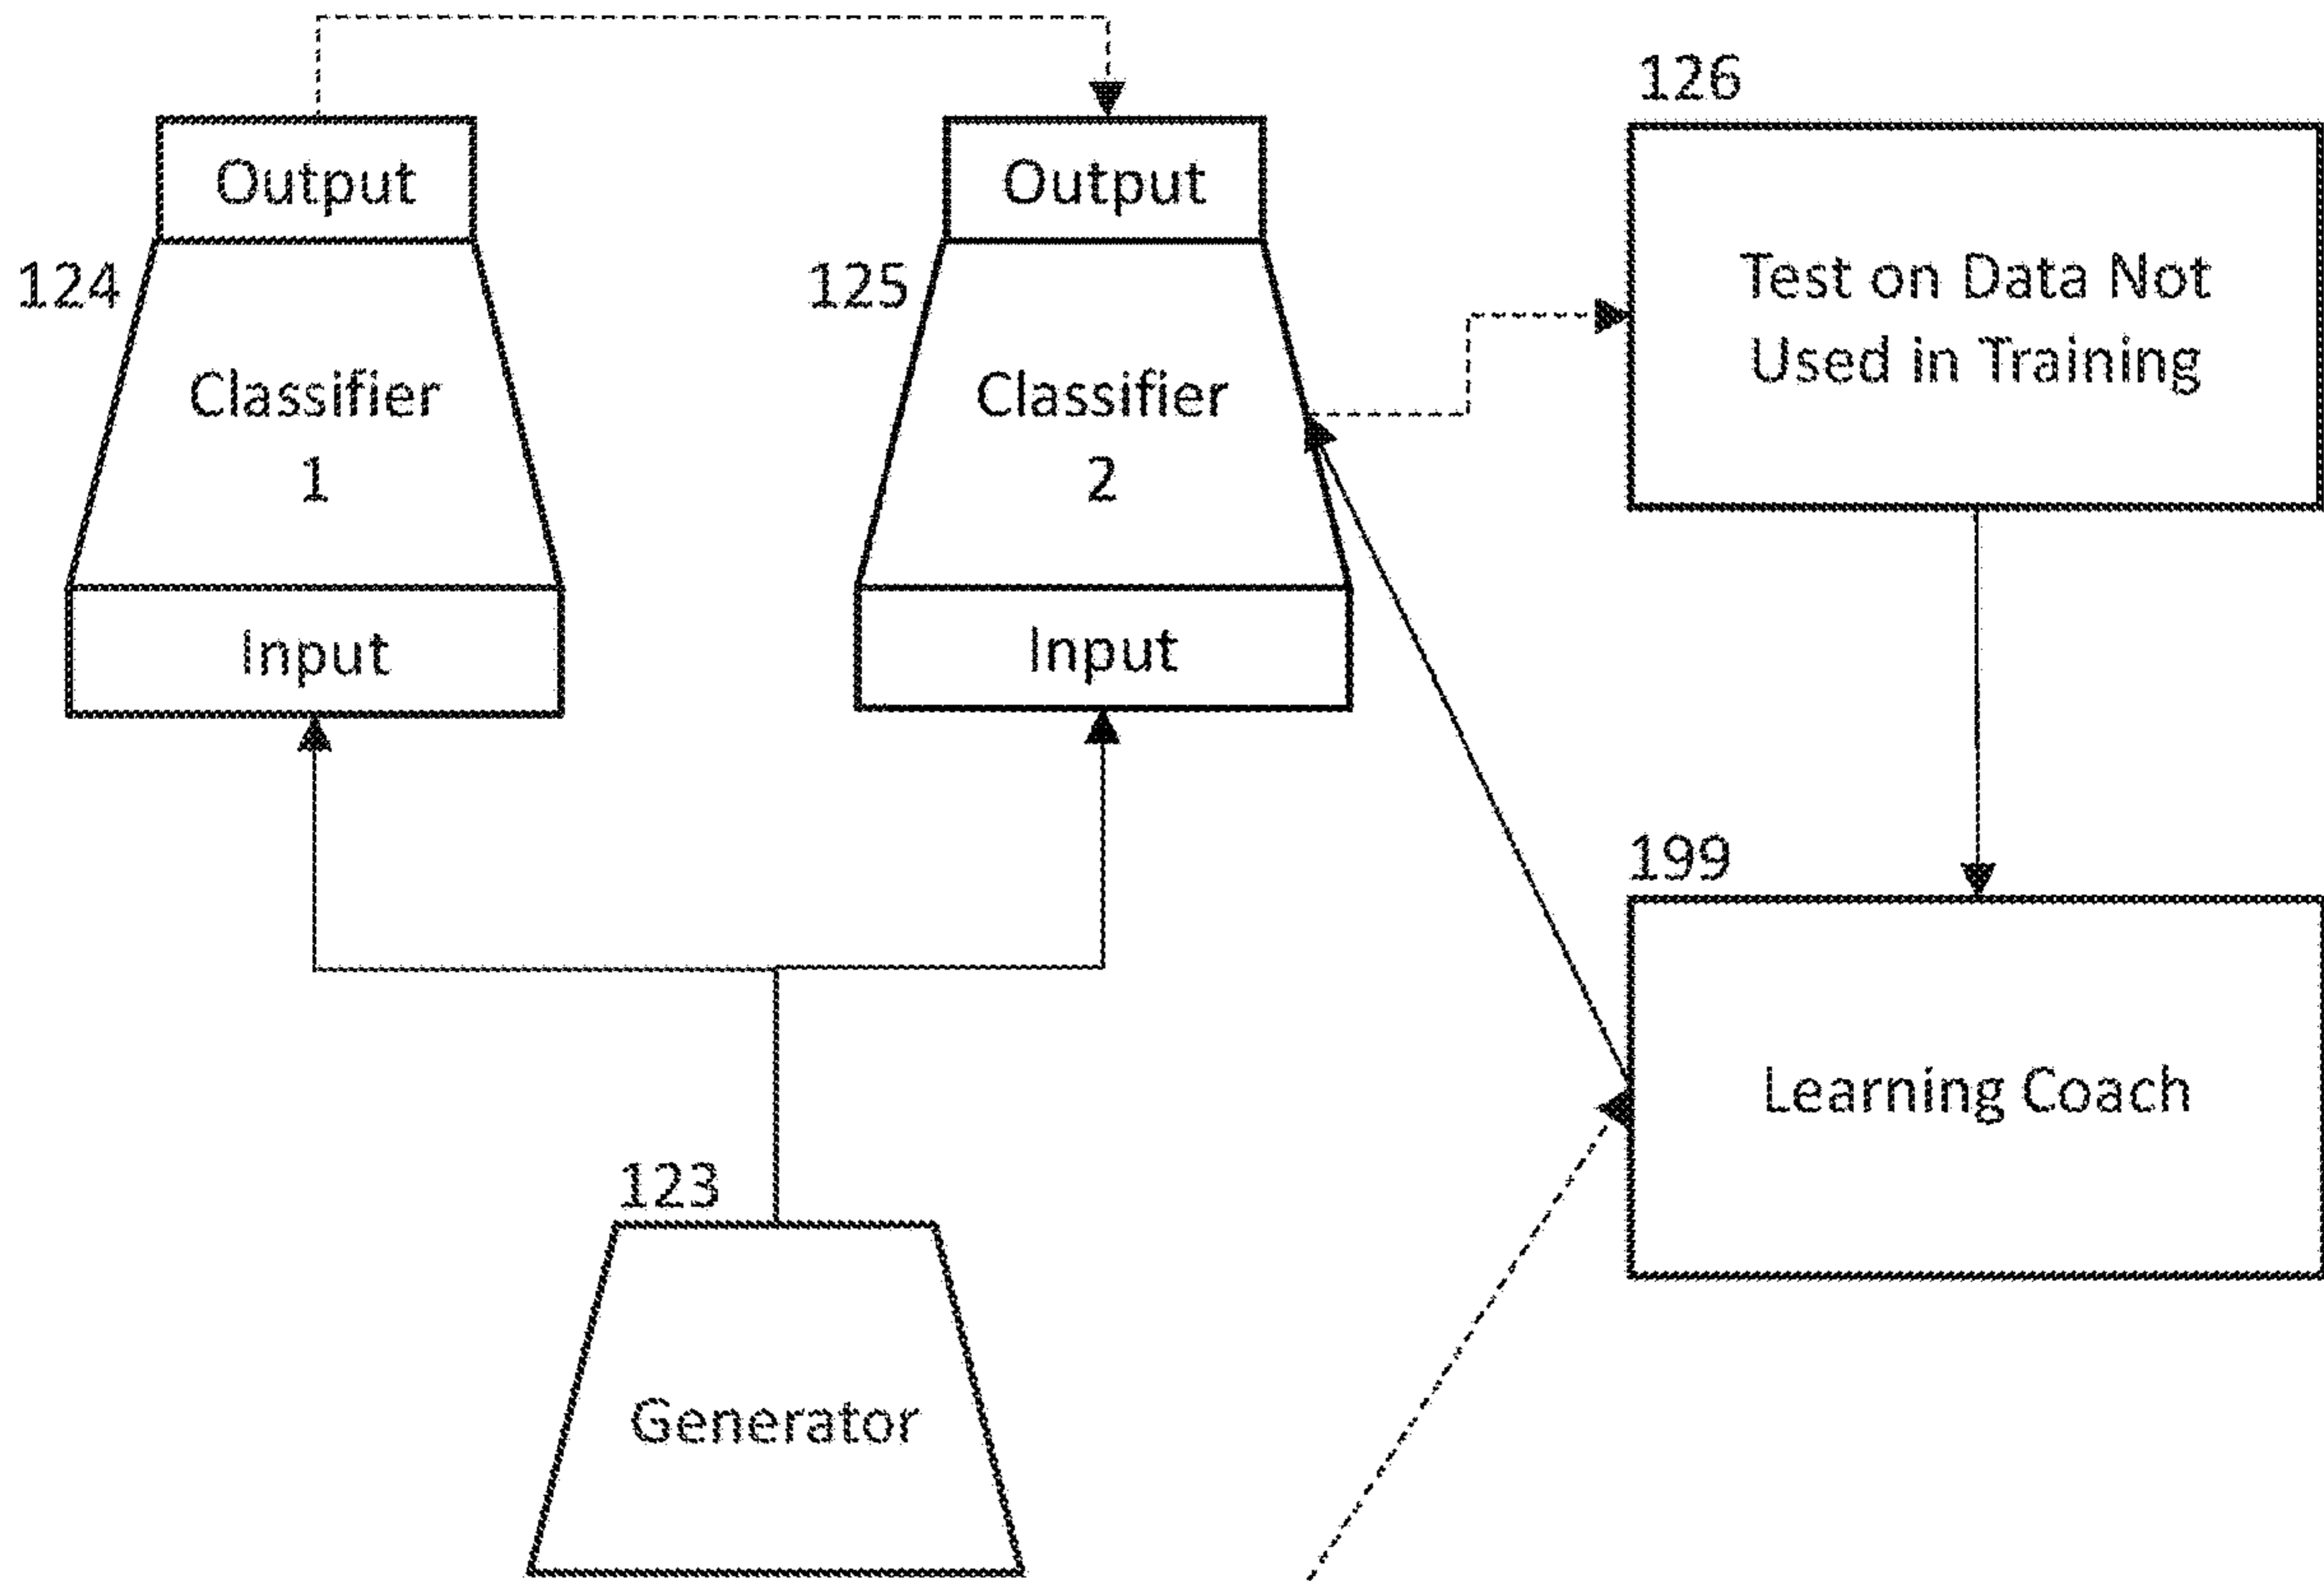 126
Output
Output
124
125
Test on Data Not
Used in Training
Classifier
1
Classifier
2
Input
Input
199
Learning Coach
123
Generator